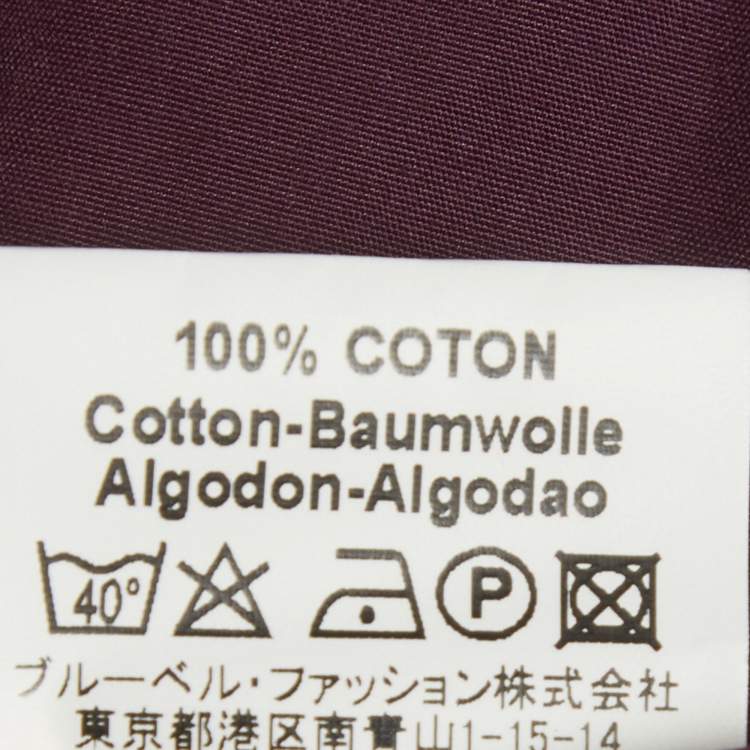 100% COTON
Cotton-Baumwolle
Algodon-Algodao
40° P
ブルーベル・ファッション株式会社
東京都港区南青山1-15-14